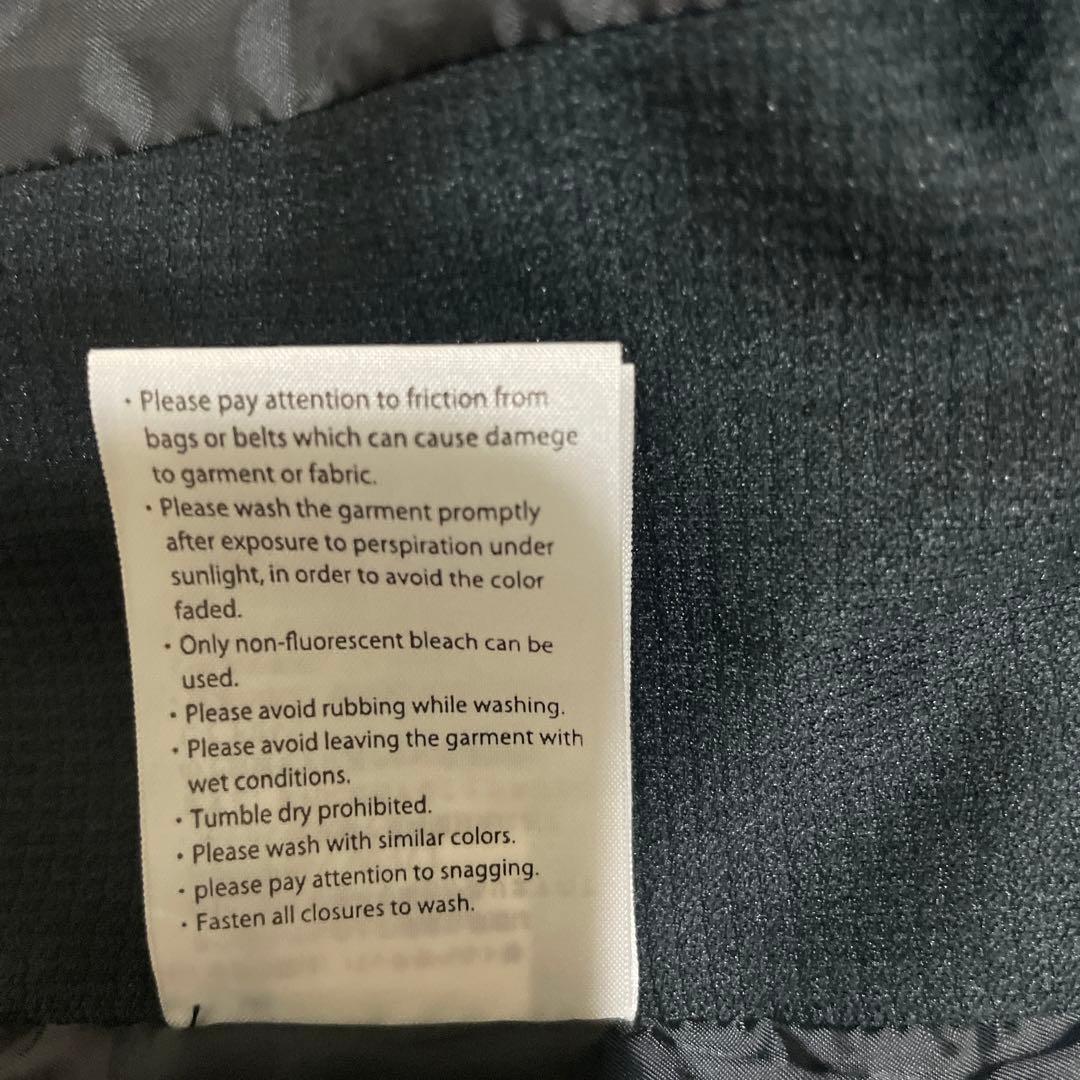 · Please pay attention to friction from
bags or belts which can cause damege
to garment or fabric.
· Please wash the garment promptly
after exposure to perspiration under
sunlight, in order to avoid the color
faded.
· Only non-fluorescent bleach can be
used.
· Please avoid rubbing while washing.
· Please avoid leaving the garment with
wet conditions.
· Tumble dry prohibited.
· Please wash with similar colors.
· please pay attention to snagging.
· Fasten all closures to wash.